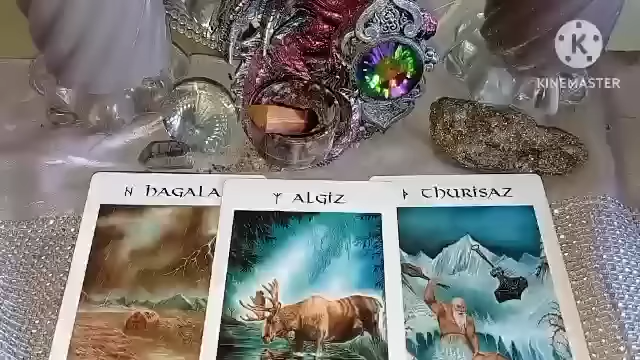 KINEMASTER
ᚺ HAGALA
ᛉ ALGIZ
ᚦ THURISAZ